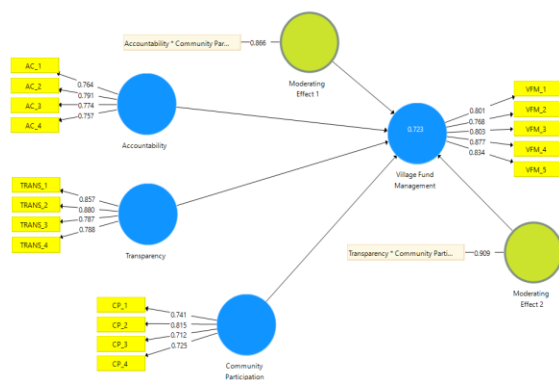 Accountability * Community Par...
0.866
Moderating
Effect 1
AC_1
AC_2
AC_3
AC_4
0.764
0.791
0.774
0.757
Accountability
0.723
Village Fund
Management
0.801
0.768
0.803
0.877
0.834
VFM_1
VFM_2
VFM_3
VFM_4
VFM_5
TRANS_1
TRANS_2
TRANS_3
TRANS_4
0.857
0.880
0.787
0.788
Transparency
Transparency * Community Parti...
0.909
Moderating
Effect 2
CP_1
CP_2
CP_3
CP_4
0.741
0.815
0.712
0.725
Community
Participation